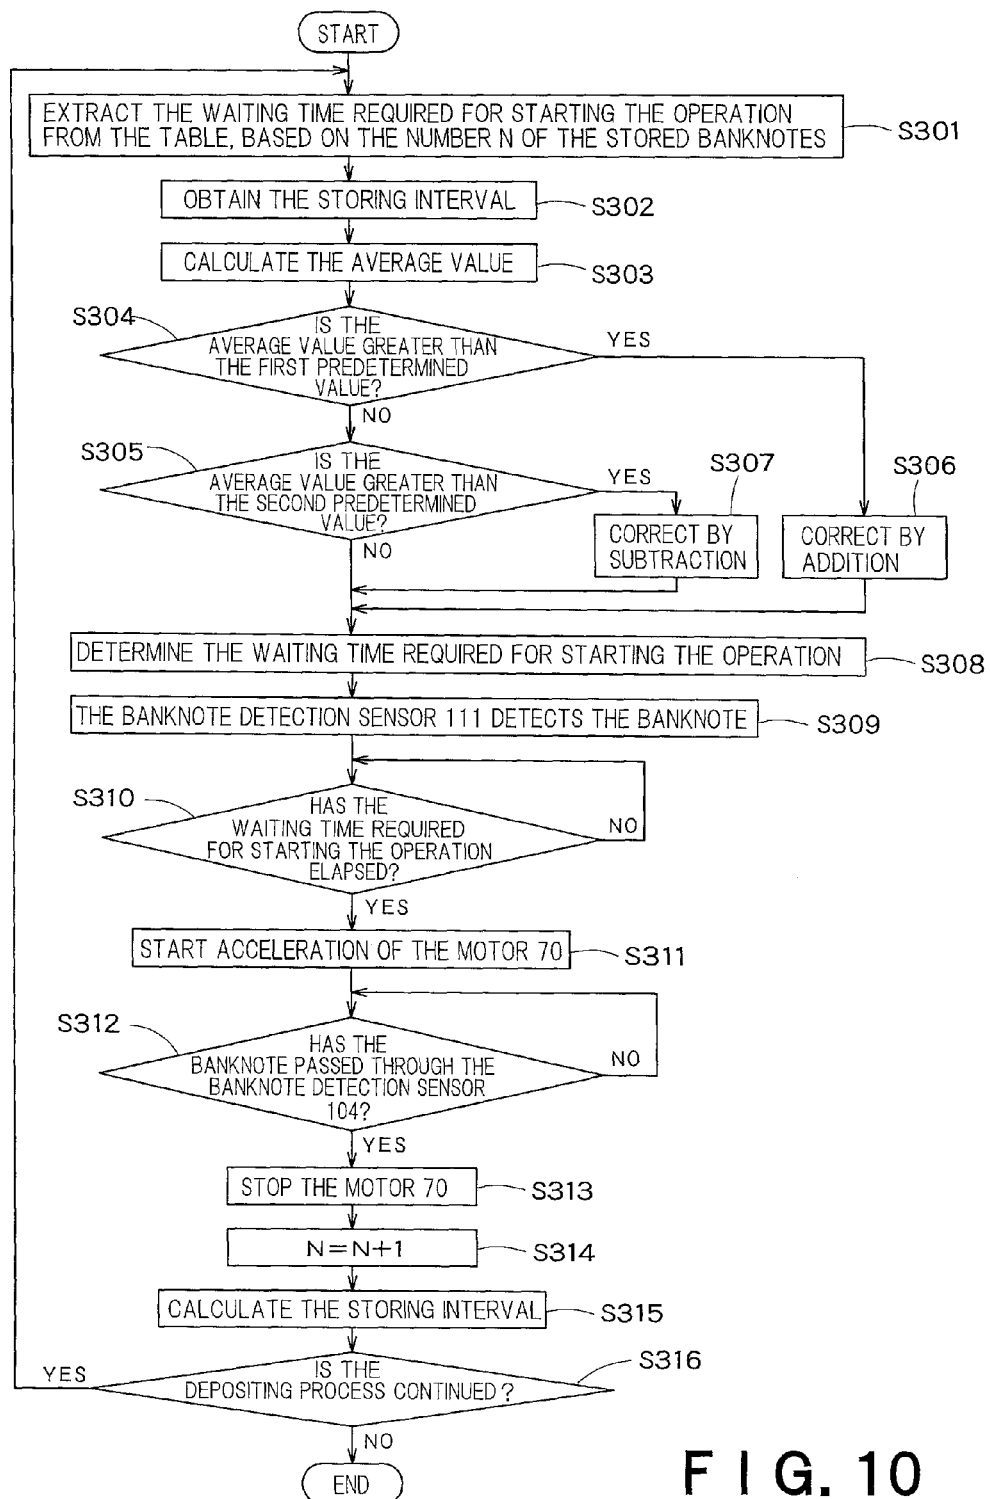 START
EXTRACT THE WAITING TIME REQUIRED FOR STARTING THE OPERATION
FROM THE TABLE, BASED ON THE NUMBER N OF THE STORED BANKNOTES
S301
OBTAIN THE STORING INTERVAL
S302
CALCULATE THE AVERAGE VALUE
S303
S304
IS THE
AVERAGE VALUE GREATER THAN
THE FIRST PREDETERMINED
VALUE?
YES
NO
S305
IS THE
AVERAGE VALUE GREATER THAN
THE SECOND PREDETERMINED
VALUE?
YES
NO
S307
CORRECT BY
SUBTRACTION
S306
CORRECT BY
ADDITION
DETERMINE THE WAITING TIME REQUIRED FOR STARTING THE OPERATION
S308
THE BANKNOTE DETECTION SENSOR 111 DETECTS THE BANKNOTE
S309
S310
HAS THE
WAITING TIME REQUIRED
FOR STARTING THE OPERATION
ELAPSED?
NO
YES
START ACCELERATION OF THE MOTOR 70
S311
S312
HAS THE
BANKNOTE PASSED THROUGH THE
BANKNOTE DETECTION SENSOR
104?
NO
YES
STOP THE MOTOR 70
S313
N=N+1
S314
CALCULATE THE STORING INTERVAL
S315
IS THE
DEPOSITING PROCESS CONTINUED?
S316
YES
NO
END
FIG. 10